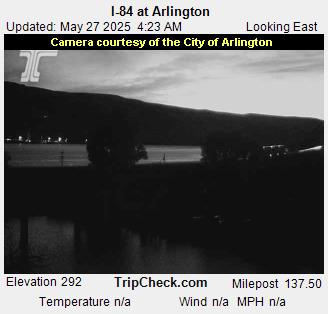 I-84 at Arlington
Updated: May 27 2025 4:23 AM Looking East
Camera courtesy of the City of Arlington
Elevation 292 TripCheck.com Milepost 137.50
Temperature n/a Wind n/a MPH n/a